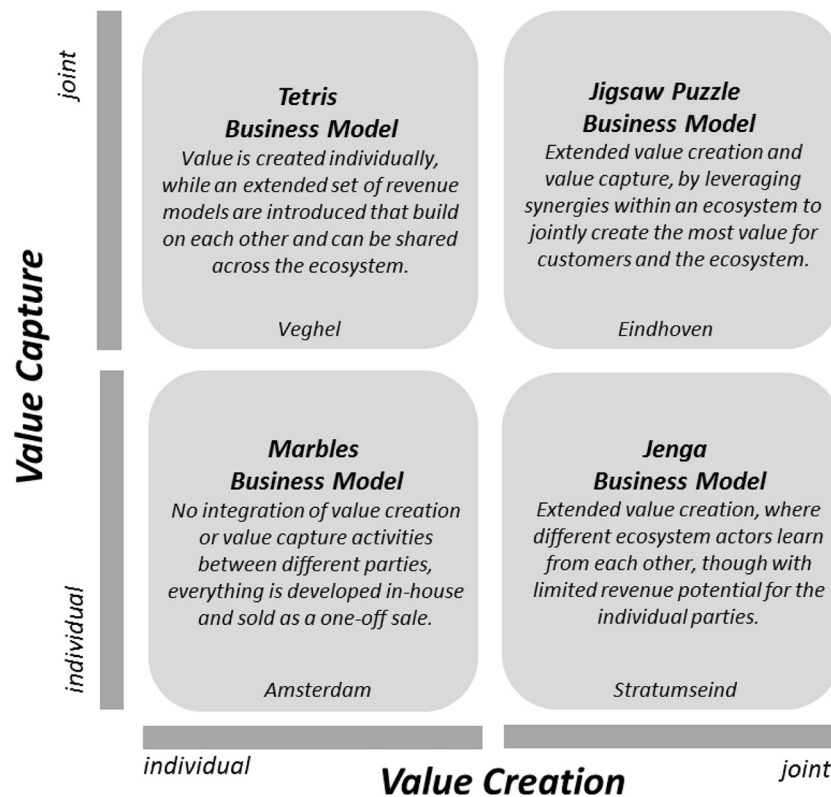 joint
Value Capture
individual
Tetris
Business Model
Value is created individually,
while an extended set of revenue
models are introduced that build
on each other and can be shared
across the ecosystem.
Veghel
Jigsaw Puzzle
Business Model
Extended value creation and
value capture, by leveraging
synergies within an ecosystem to
jointly create the most value for
customers and the ecosystem.
Eindhoven
Marbles
Business Model
No integration of value creation
or value capture activities
between different parties,
everything is developed in-house
and sold as a one-off sale.
Amsterdam
Jenga
Business Model
Extended value creation, where
different ecosystem actors learn
from each other, though with
limited revenue potential for the
individual parties.
Stratumseind
individual
Value Creation
joint